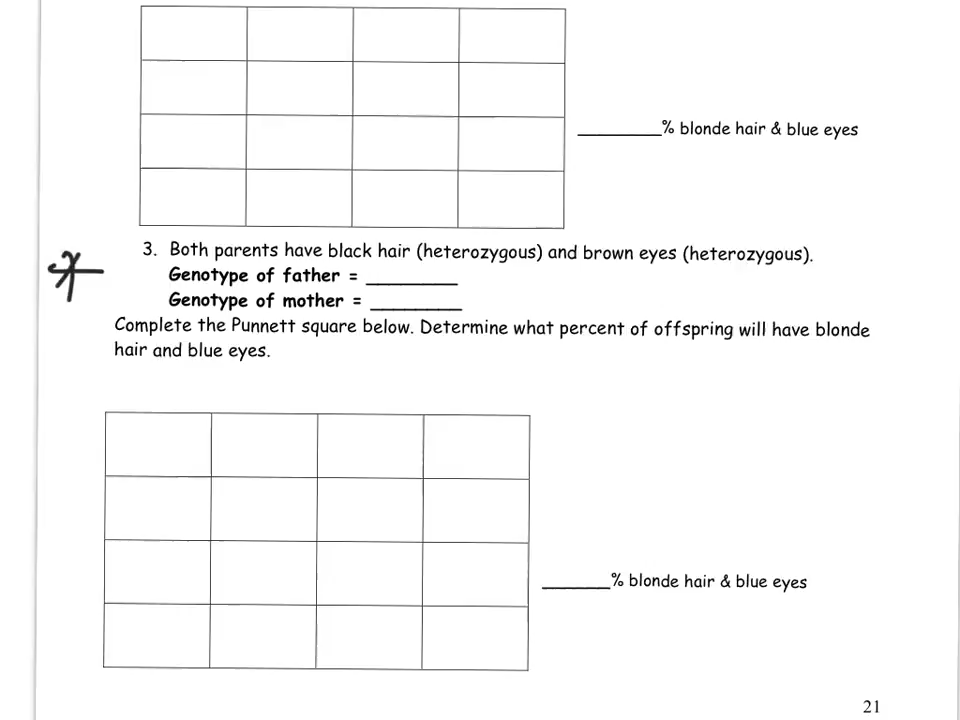 ________% blonde hair & blue eyes
3. Both parents have black hair (heterozygous) and brown eyes (heterozygous).
Genotype of father = ________
Genotype of mother = ________
Complete the Punnett square below. Determine what percent of offspring will have blonde
hair and blue eyes.
_______% blonde hair & blue eyes
21